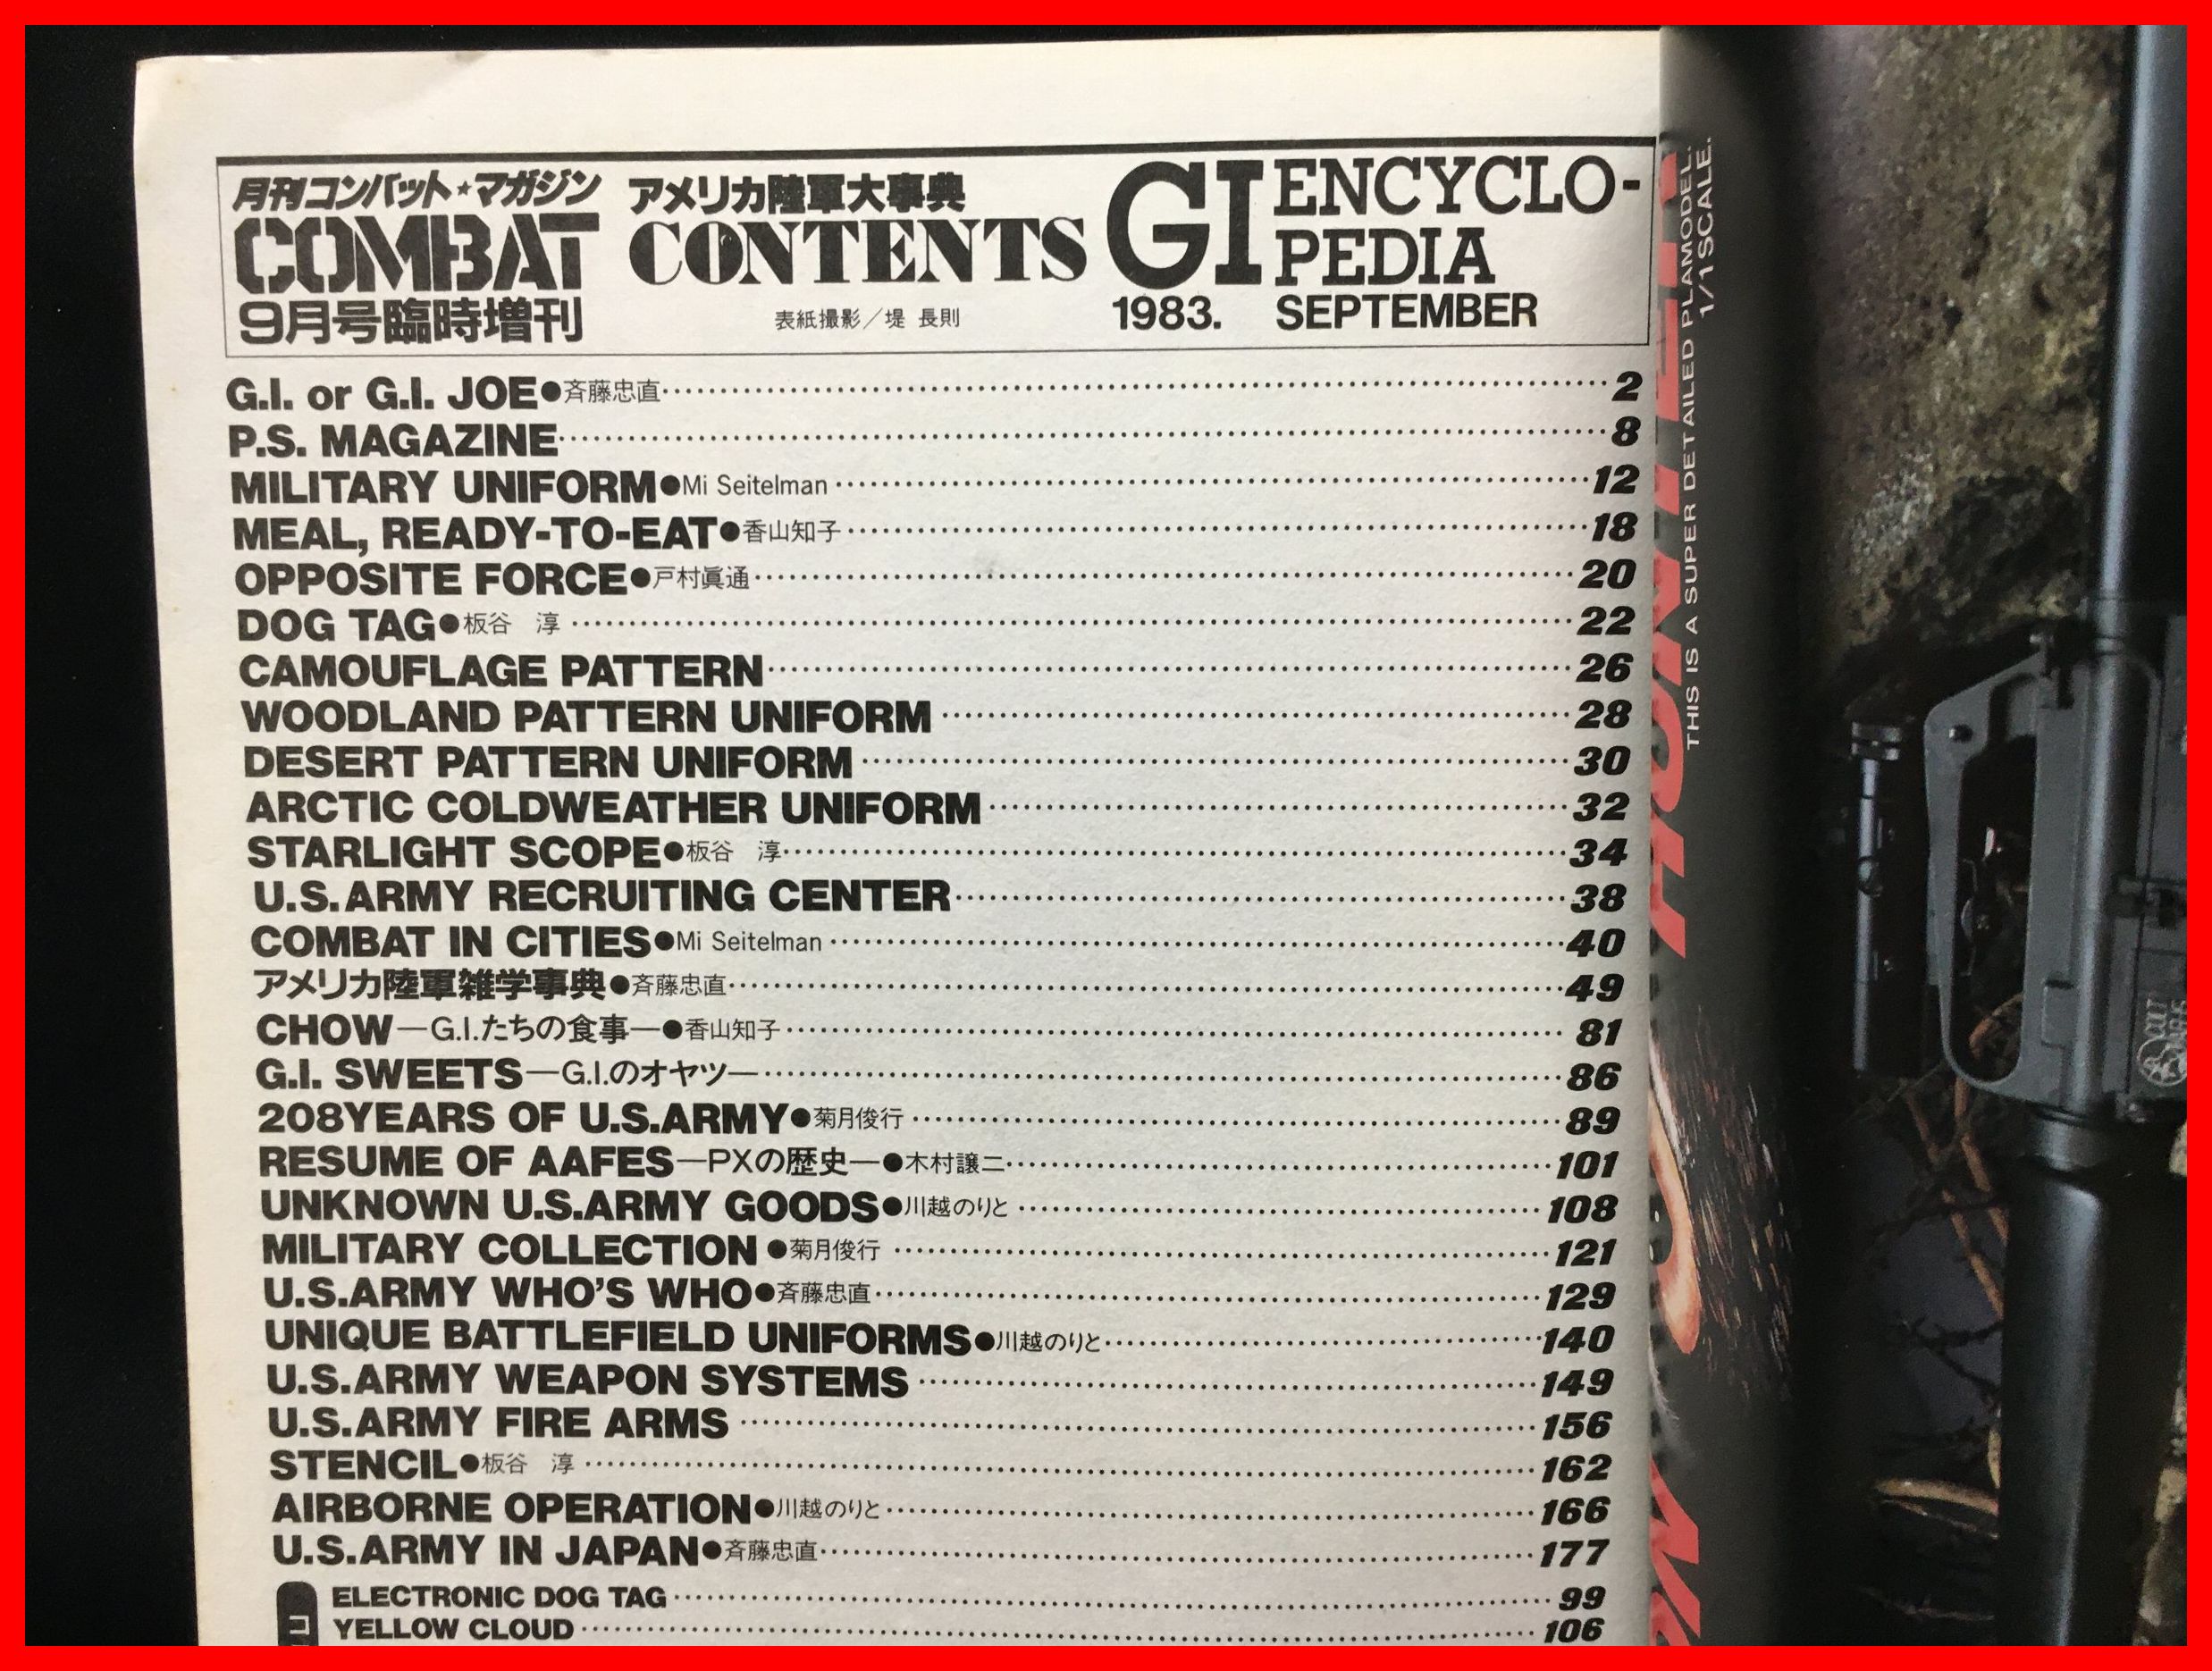 月刊コンバット★マガジン
COMBAT
9月号臨時増刊
アメリカ陸軍大事典
CONTENTS
表紙撮影／堤 長則
GI ENCYCLO-
PEDIA
1983. SEPTEMBER
G.I. or G.I. JOE●斉藤忠直 2
P.S. MAGAZINE 8
MILITARY UNIFORM●Mi Seitelman 12
MEAL, READY-TO-EAT●香山知子 18
OPPOSITE FORCE●戸村眞通 20
DOG TAG●板谷 淳 22
CAMOUFLAGE PATTERN 26
WOODLAND PATTERN UNIFORM 28
DESERT PATTERN UNIFORM 30
ARCTIC COLDWEATHER UNIFORM 32
STARLIGHT SCOPE●板谷 淳 34
U.S.ARMY RECRUITING CENTER 38
COMBAT IN CITIES●Mi Seitelman 40
アメリカ陸軍雑学事典●斉藤忠直 49
CHOW—G.I.たちの食事—●香山知子 81
G.I. SWEETS—G.I.のオヤツ— 86
208YEARS OF U.S.ARMY●菊月俊行 89
RESUME OF AAFES—PXの歴史—●木村譲二 101
UNKNOWN U.S.ARMY GOODS●川越のりと 108
MILITARY COLLECTION●菊月俊行 121
U.S.ARMY WHO'S WHO●斉藤忠直 129
UNIQUE BATTLEFIELD UNIFORMS●川越のりと 140
U.S.ARMY WEAPON SYSTEMS 149
U.S.ARMY FIRE ARMS 156
STENCIL●板谷 淳 162
AIRBORNE OPERATION●川越のりと 166
U.S.ARMY IN JAPAN●斉藤忠直 177
ELECTRONIC DOG TAG 99
YELLOW CLOUD 106
THIS IS A SUPER DETAILED PLAMODEL.
1/1 SCALE.